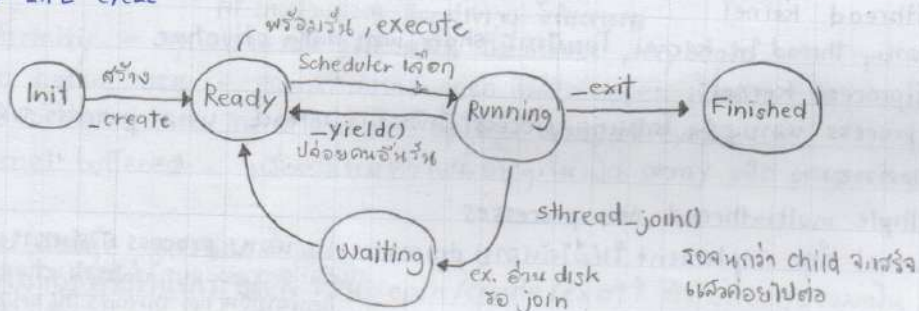 Life cycle
พร้อมรัน, execute
สร้าง
Scheduler เลือก
Init
Ready
Running
_exit
Finished
_create
_yield()
ปล่อยคนอื่นรัน
sthread_join()
waiting
ex. อ่าน disk
รอ join
รอจนกว่า child จะเสร็จ
แล้วค่อยไปต่อ